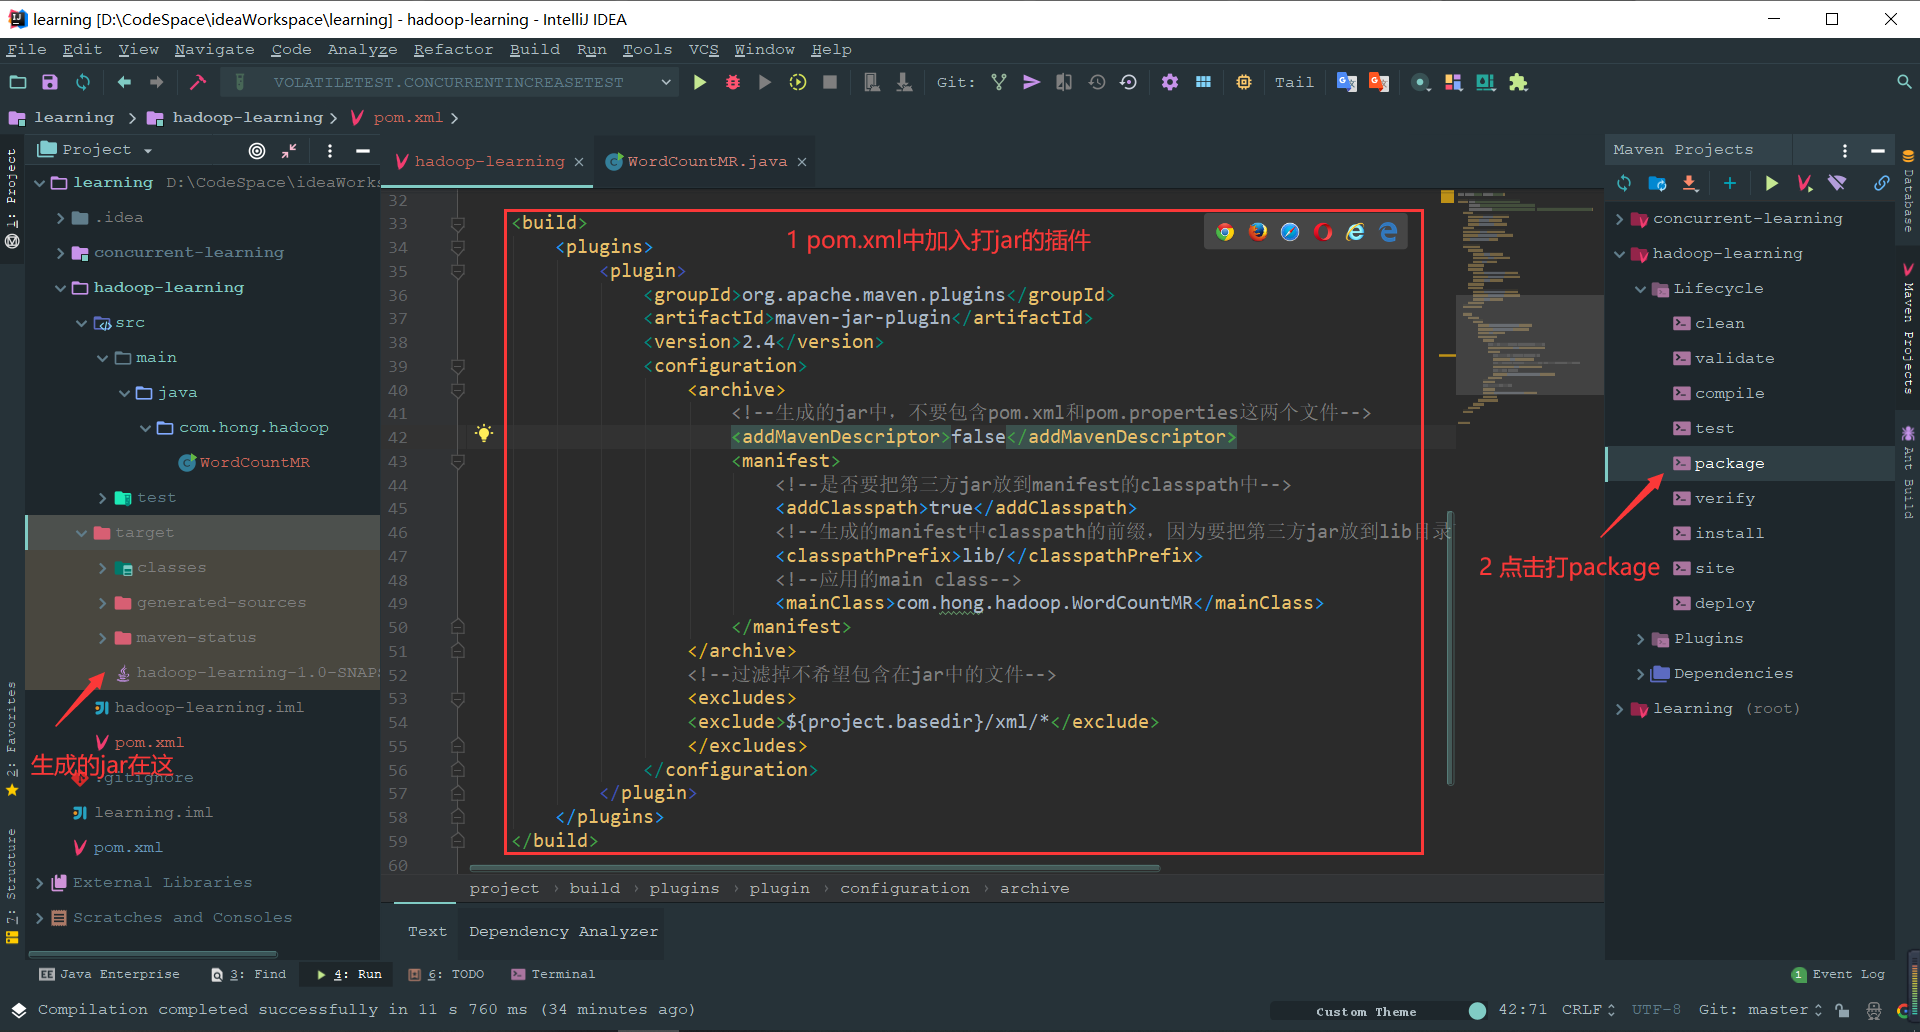 learning [D:\CodeSpace\ideaWorkspace\learning] - hadoop-learning - IntelliJ IDEA
File Edit View Navigate Code Analyze Refactor Build Run Tools VCS Window Help
VOLATILETEST.CONCURRENTINCREASETEST
Git:
Tail
learning hadoop-learning pom.xml
1: Project
2: Favorites
7: Structure
Project
learning D:\CodeSpace\ideaWorks
.idea
concurrent-learning
hadoop-learning
src
main
java
com.hong.hadoop
WordCountMR
test
target
classes
generated-sources
maven-status
hadoop-learning-1.0-SNAPS
hadoop-learning.iml
pom.xml
生成的jar在这
.gitignore
learning.iml
pom.xml
External Libraries
Scratches and Consoles
hadoop-learning WordCountMR.java
1 pom.xml中加入打jar的插件
32
33 <build>
34 <plugins>
35 <plugin>
36 <groupId>org.apache.maven.plugins</groupId>
37 <artifactId>maven-jar-plugin</artifactId>
38 <version>2.4</version>
39 <configuration>
40 <archive>
41 <!--生成的jar中，不要包含pom.xml和pom.properties这两个文件-->
42 <addMavenDescriptor>false</addMavenDescriptor>
43 <manifest>
44 <!--是否要把第三方jar放到manifest的classpath中-->
45 <addClasspath>true</addClasspath>
46 <!--生成的manifest中classpath的前缀，因为要把第三方jar放到lib目录
47 <classpathPrefix>lib/</classpathPrefix>
48 <!--应用的main class-->
49 <mainClass>com.hong.hadoop.WordCountMR</mainClass>
50 </manifest>
51 </archive>
52 <!--过滤掉不希望包含在jar中的文件-->
53 <excludes>
54 <exclude>${project.basedir}/xml/*</exclude>
55 </excludes>
56 </configuration>
57 </plugin>
58 </plugins>
59 </build>
60
project › build › plugins › plugin › configuration › archive
Text Dependency Analyzer
Maven Projects
concurrent-learning
hadoop-learning
Lifecycle
clean
validate
compile
test
package
verify
install
2 点击打package
site
deploy
Plugins
Dependencies
learning (root)
Database
Maven Projects
Ant Build
Java Enterprise 3: Find 4: Run 6: TODO Terminal
1 Event Log
Compilation completed successfully in 11 s 760 ms (34 minutes ago)
Custom Theme 42:71 CRLF UTF-8 Git: master